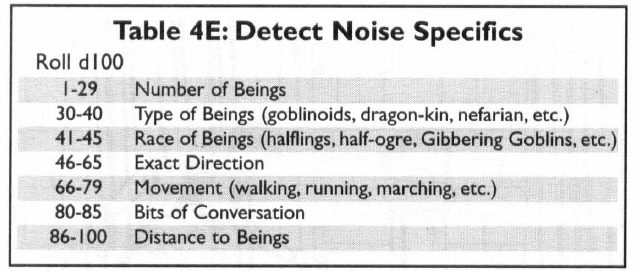 Table 4E: Detect Noise Specifics
Roll d100
1-29 Number of Beings
30-40 Type of Beings (goblinoids, dragon-kin, nefarian, etc.)
41-45 Race of Beings (halflings, half-ogre, Gibbering Goblins, etc.)
46-65 Exact Direction
66-79 Movement (walking, running, marching, etc.)
80-85 Bits of Conversation
86-100 Distance to Beings